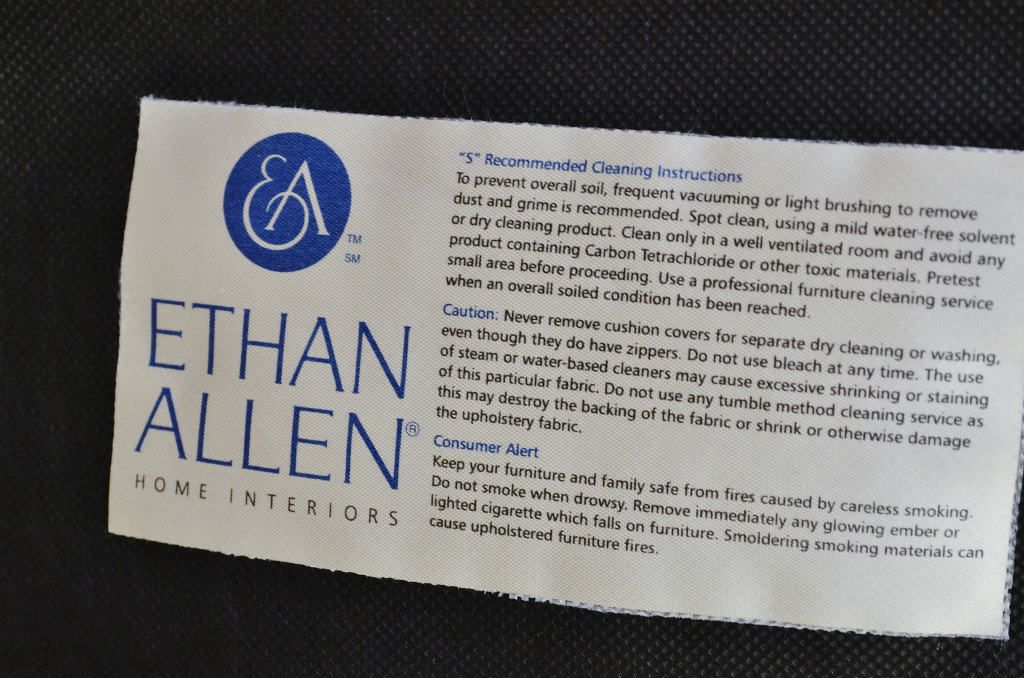 EA
TM
SM
ETHAN
ALLEN®
HOME INTERIORS
"S" Recommended Cleaning Instructions
To prevent overall soil, frequent vacuuming or light brushing to remove
dust and grime is recommended. Spot clean, using a mild water-free solvent
or dry cleaning product. Clean only in a well ventilated room and avoid any
product containing Carbon Tetrachloride or other toxic materials. Pretest
small area before proceeding. Use a professional furniture cleaning service
when an overall soiled condition has been reached.
Caution: Never remove cushion covers for separate dry cleaning or washing,
even though they do have zippers. Do not use bleach at any time. The use
of steam or water-based cleaners may cause excessive shrinking or staining
of this particular fabric. Do not use any tumble method cleaning service as
this may destroy the backing of the fabric or shrink or otherwise damage
the upholstery fabric.
Consumer Alert
Keep your furniture and family safe from fires caused by careless smoking.
Do not smoke when drowsy. Remove immediately any glowing ember or
lighted cigarette which falls on furniture. Smoldering smoking materials can
cause upholstered furniture fires.